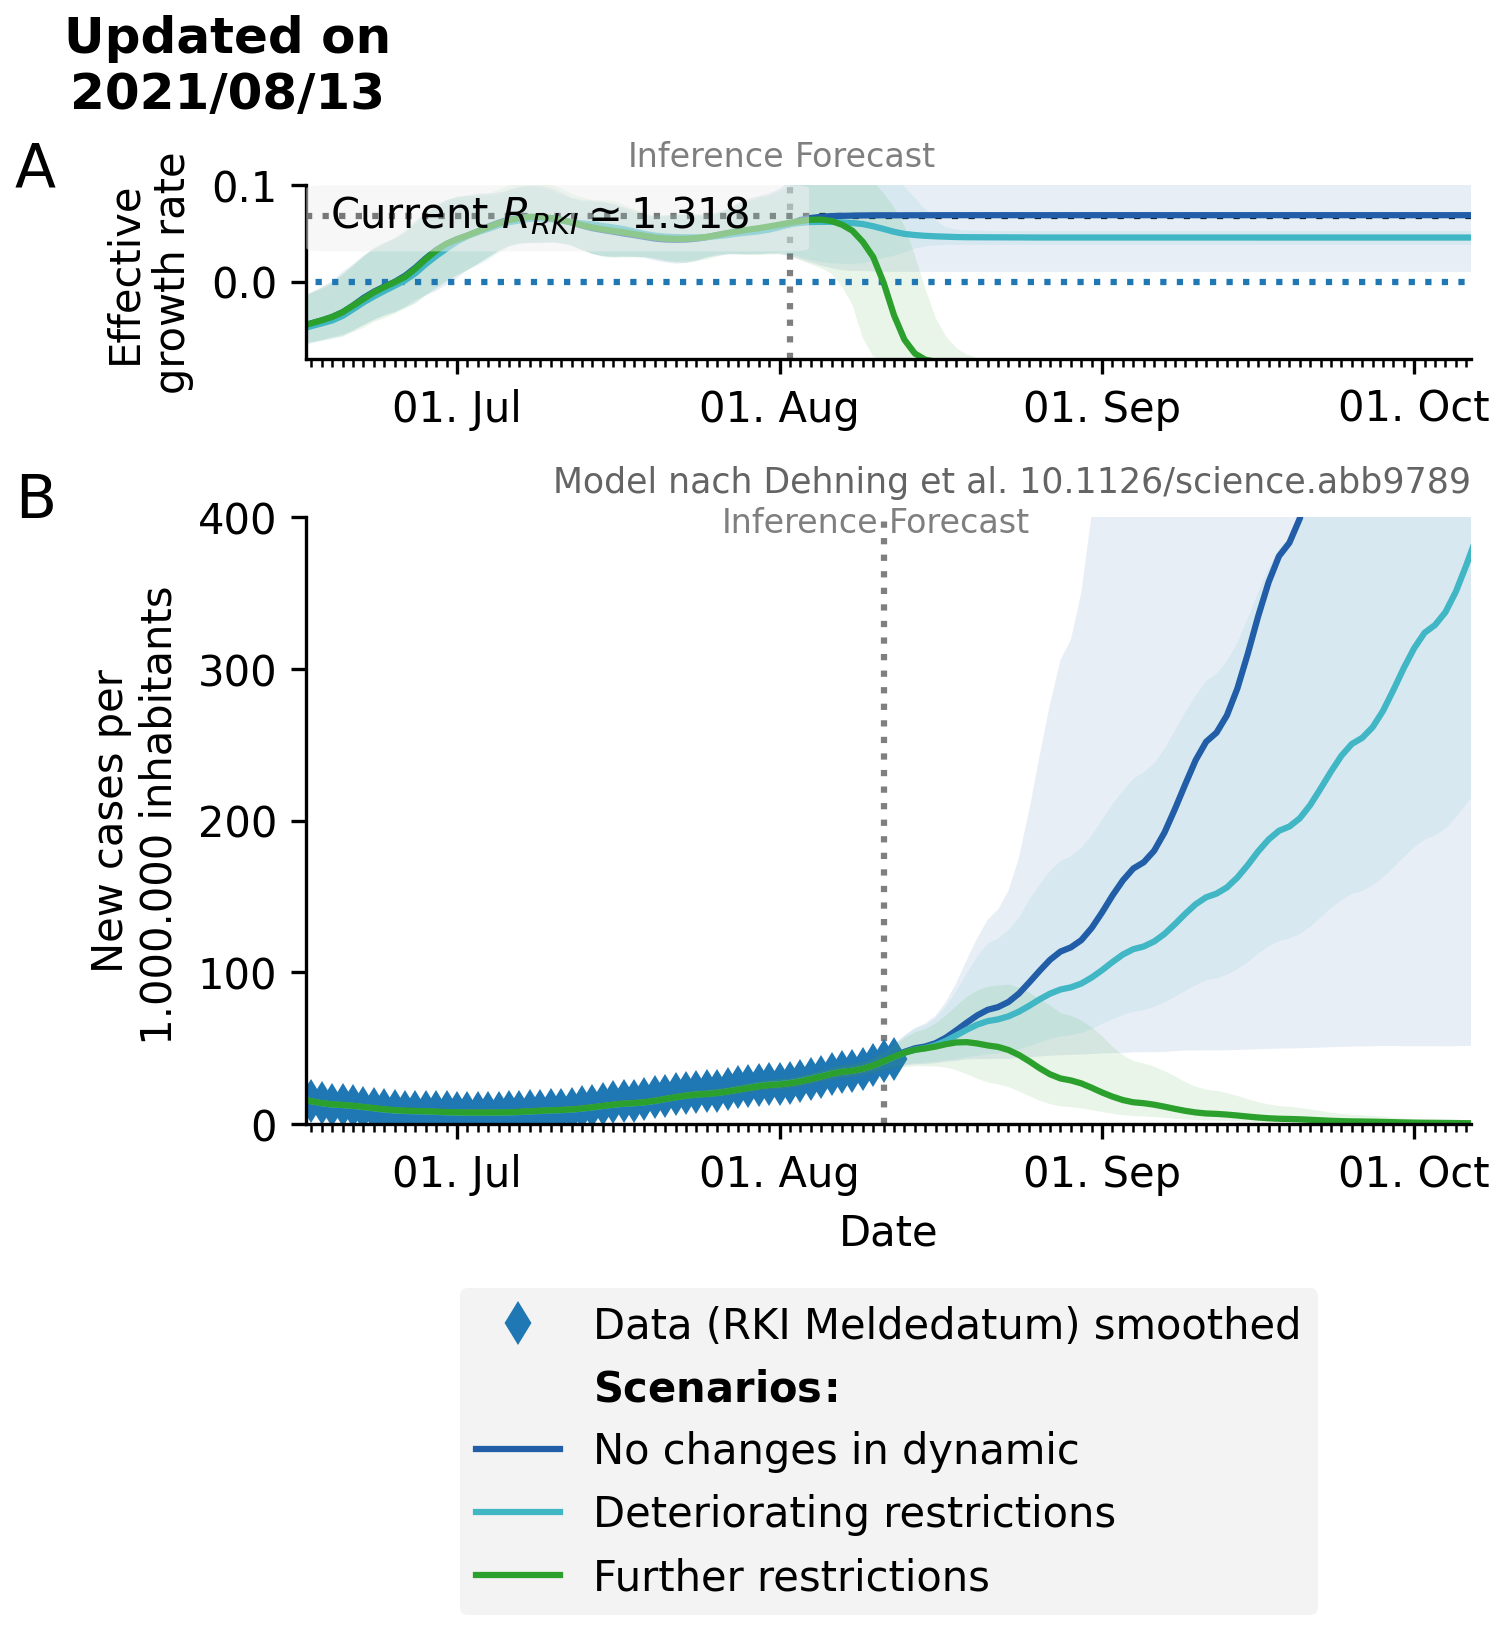 Updated on
2021/08/13
A
Inference Forecast
Effective
growth rate
0.1
0.0
Current R_RKI ≃ 1.318
01. Jul
01. Aug
01. Sep
01. Oct
B
Model nach Dehning et al. 10.1126/science.abb9789
Inference Forecast
New cases per
1.000.000 inhabitants
400
300
200
100
0
01. Jul
01. Aug
01. Sep
01. Oct
Date
Data (RKI Meldedatum) smoothed
Scenarios:
No changes in dynamic
Deteriorating restrictions
Further restrictions